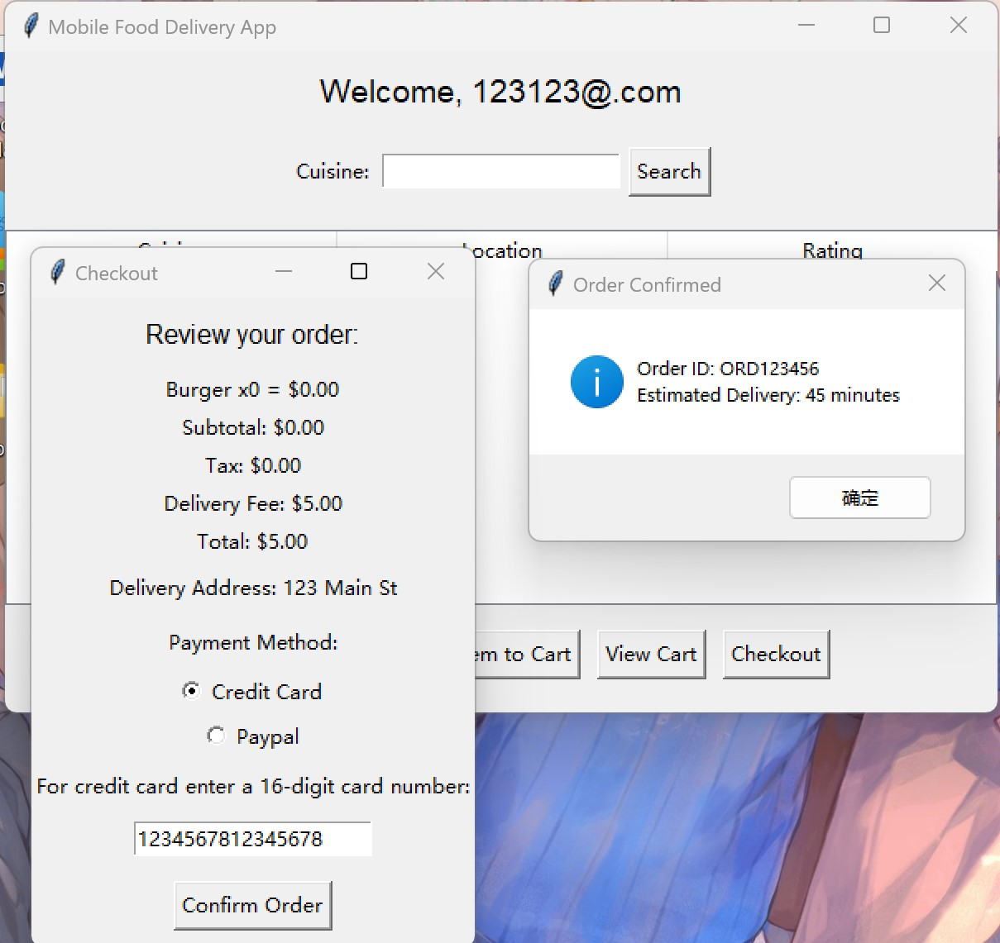 Mobile Food Delivery App
Welcome, 123123@.com
Cuisine:
Search
Location
Rating
Checkout
Review your order:
Burger x0 = $0.00
Subtotal: $0.00
Tax: $0.00
Delivery Fee: $5.00
Total: $5.00
Delivery Address: 123 Main St
Payment Method:
Credit Card
Paypal
For credit card enter a 16-digit card number:
1234567812345678
Confirm Order
Order Confirmed
Order ID: ORD123456
Estimated Delivery: 45 minutes
确定
to Cart
View Cart
Checkout